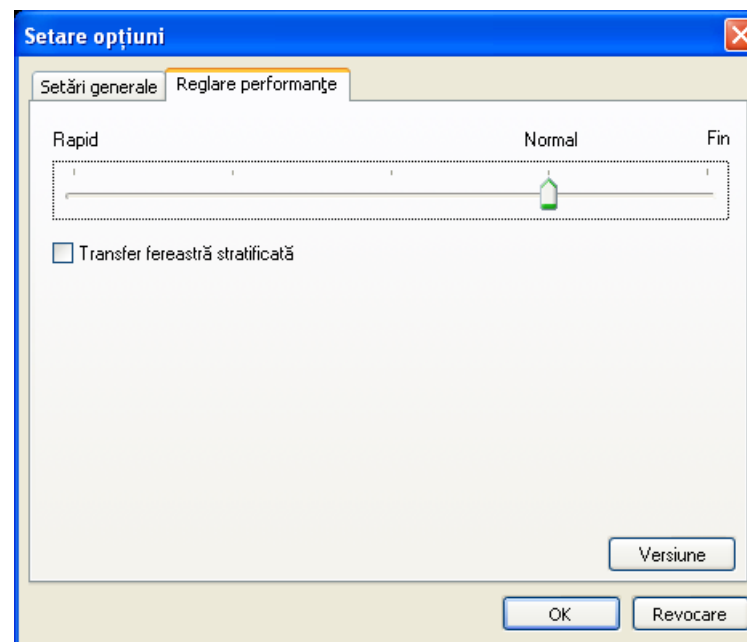 Setare opțiuni
Setări generale Reglare performanţe
Rapid Normal Fin
Transfer fereastră stratificată
Versiune
OK Revocare